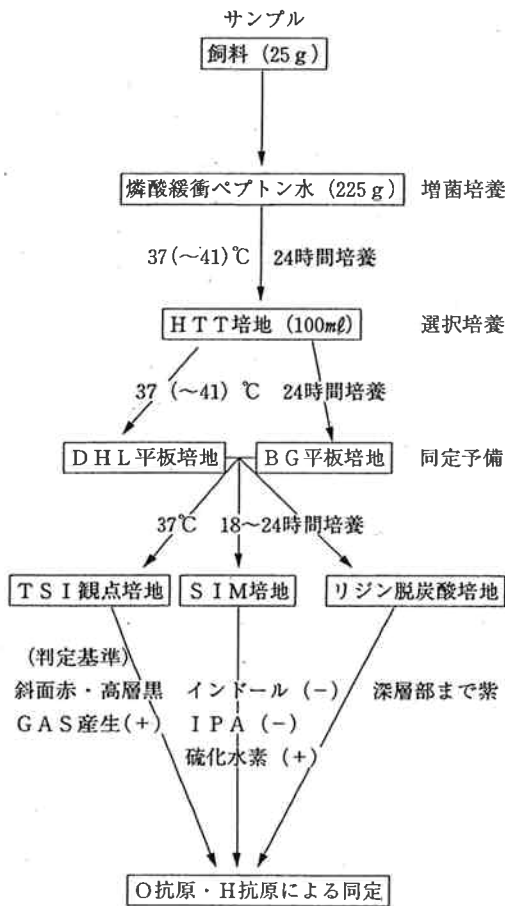 サンプル
飼料 (25g)
燐酸緩衝ペプトン水 (225g) 増菌培養
37(～41)℃ 24時間培養
HTT培地 (100mℓ) 選択培養
37 (～41) ℃ 24時間培養
DHL平板培地 BG平板培地 同定予備
37℃ 18～24時間培養
TSI観点培地 SIM培地 リジン脱炭酸培地
(判定基準)
斜面赤・高層黒 インドール (－) 深層部まで紫
GAS産生(+) IPA (－)
硫化水素 (+)
O抗原・H抗原による同定